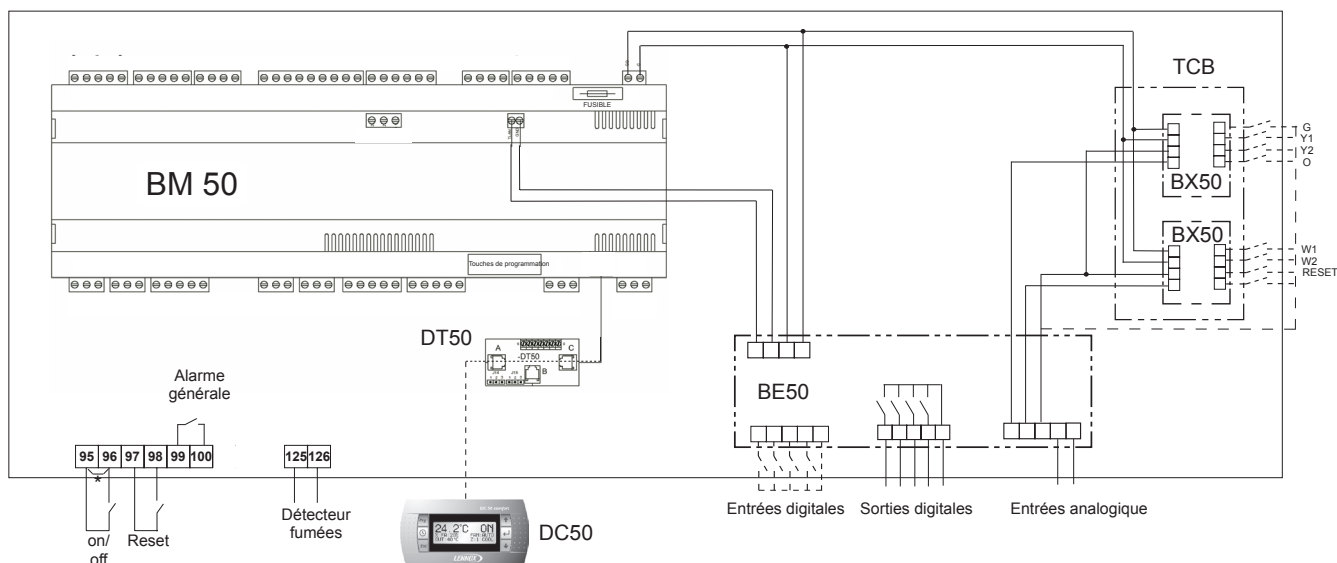 FUSIBLE
TCB
G
Y1
Y2
O
BX50
BM 50
BX50
W1
W2
RESET
Touches de programmation
DT50
A
-DT50
C
B
J14
J15
Alarme
générale
BE50
95 96 97 98 99 100
*
125 126
on/
off
Reset
Détecteur
fumées
24.2°C ON
LENNOX
DC50
Entrées digitales
Sorties digitales
Entrées analogique